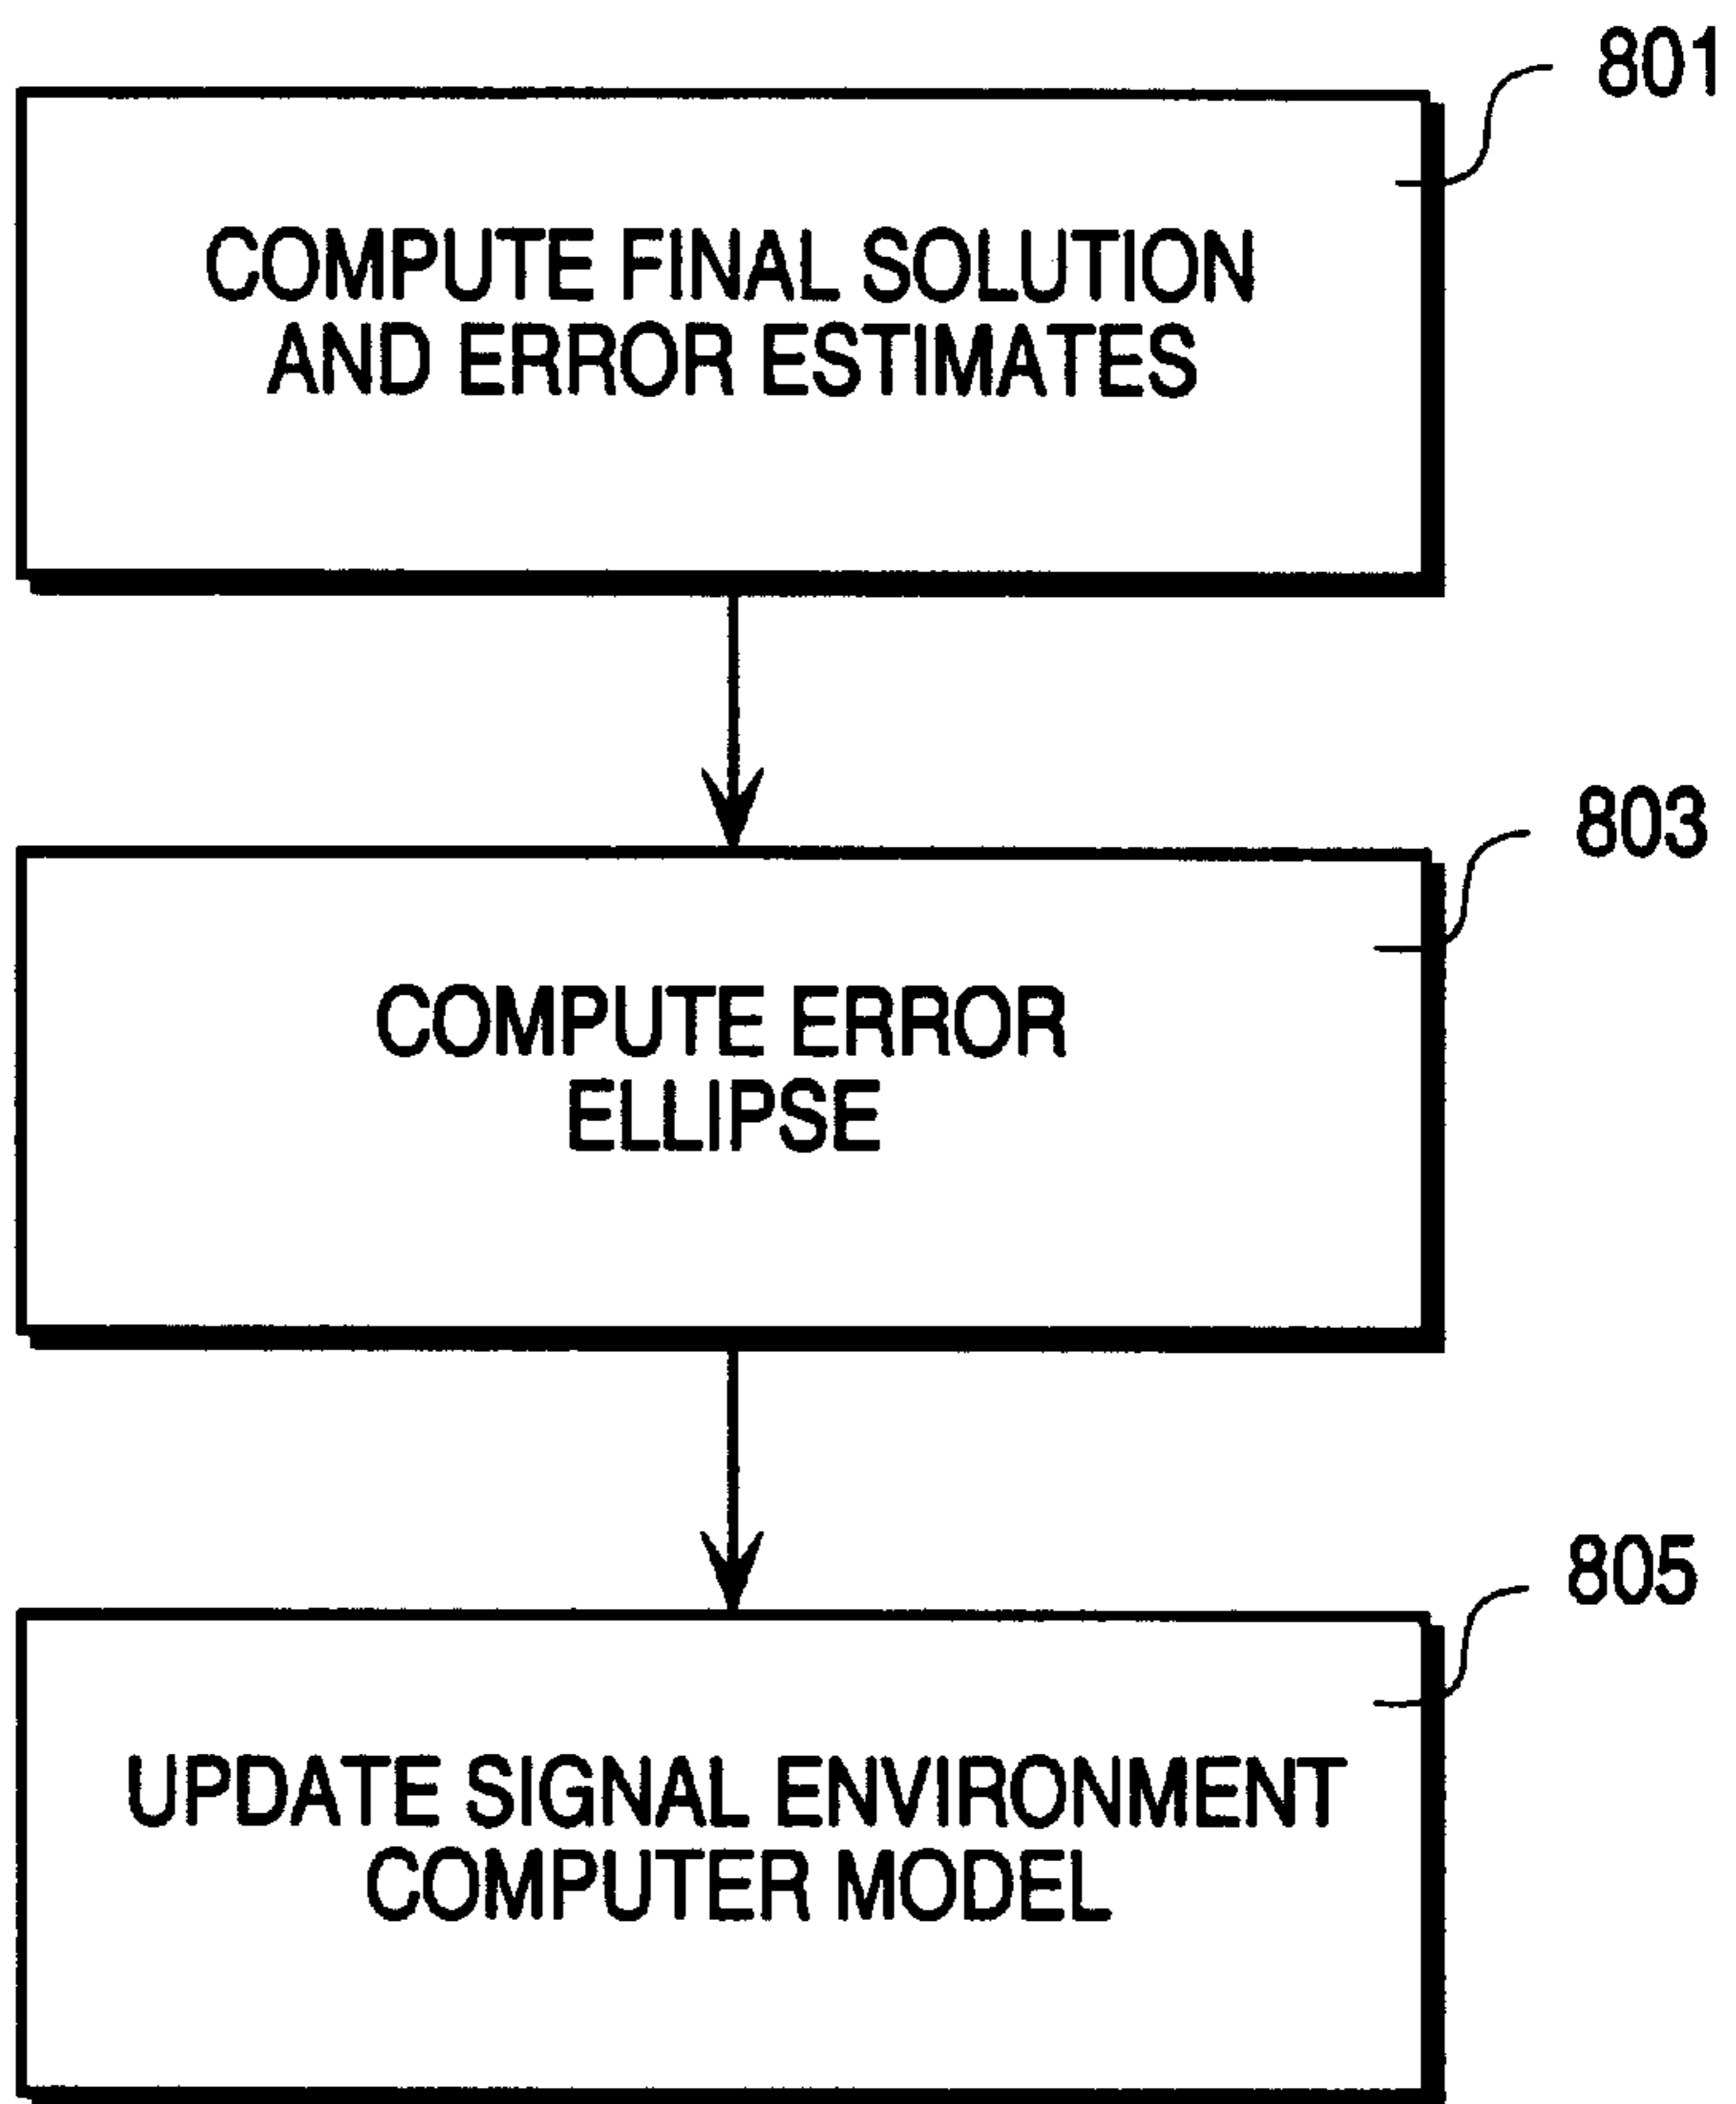 801
COMPUTE FINAL SOLUTION
AND ERROR ESTIMATES
803
COMPUTE ERROR
ELLIPSE
805
UPDATE SIGNAL ENVIRONMENT
COMPUTER MODEL